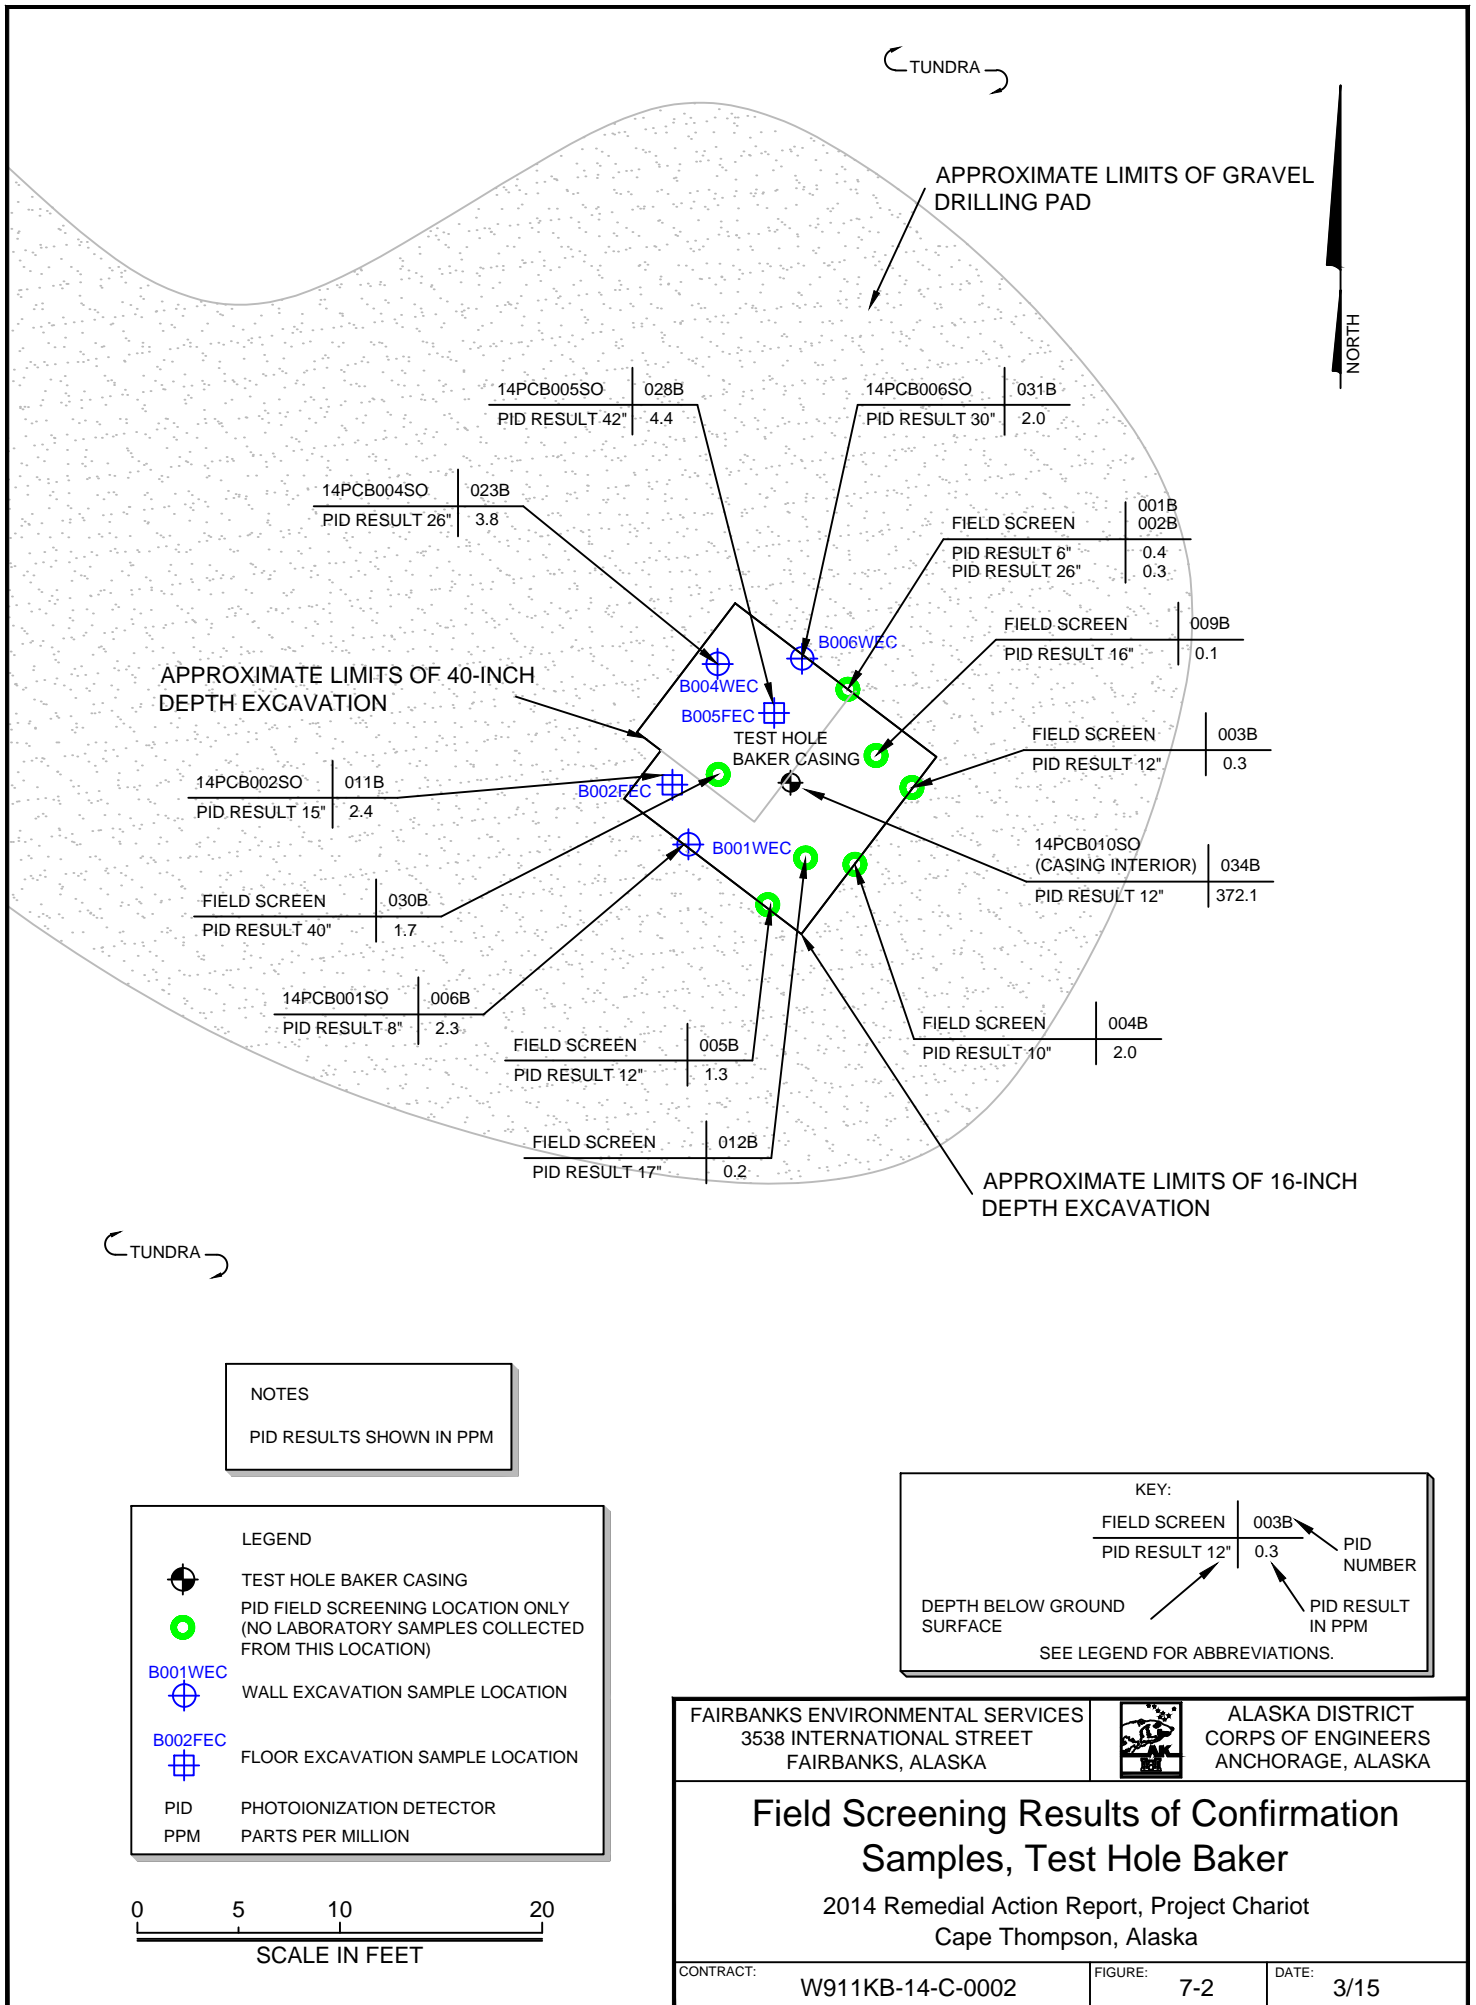 TUNDRA
APPROXIMATE LIMITS OF GRAVEL
DRILLING PAD
NORTH
14PCB005SO 028B
PID RESULT 42" 4.4
14PCB006SO 031B
PID RESULT 30" 2.0
14PCB004SO 023B
PID RESULT 26" 3.8
001B
FIELD SCREEN 002B
PID RESULT 6" 0.4
PID RESULT 26" 0.3
FIELD SCREEN 009B
PID RESULT 16" 0.1
B006WEC
B004WEC
B005FEC
APPROXIMATE LIMITS OF 40-INCH
DEPTH EXCAVATION
TEST HOLE
BAKER CASING
FIELD SCREEN 003B
PID RESULT 12" 0.3
14PCB002SO 011B
PID RESULT 15" 2.4
B002FEC
B001WEC
14PCB010SO
(CASING INTERIOR) 034B
PID RESULT 12" 372.1
FIELD SCREEN 030B
PID RESULT 40" 1.7
14PCB001SO 006B
PID RESULT 8" 2.3
FIELD SCREEN 005B
PID RESULT 12" 1.3
FIELD SCREEN 004B
PID RESULT 10" 2.0
FIELD SCREEN 012B
PID RESULT 17" 0.2
APPROXIMATE LIMITS OF 16-INCH
DEPTH EXCAVATION
TUNDRA
NOTES
PID RESULTS SHOWN IN PPM
LEGEND
TEST HOLE BAKER CASING
PID FIELD SCREENING LOCATION ONLY
(NO LABORATORY SAMPLES COLLECTED
FROM THIS LOCATION)
B001WEC
WALL EXCAVATION SAMPLE LOCATION
B002FEC
FLOOR EXCAVATION SAMPLE LOCATION
PID PHOTOIONIZATION DETECTOR
PPM PARTS PER MILLION
0 5 10 20
SCALE IN FEET
KEY:
FIELD SCREEN 003B
PID RESULT 12" 0.3
PID
NUMBER
DEPTH BELOW GROUND
SURFACE
PID RESULT
IN PPM
SEE LEGEND FOR ABBREVIATIONS.
FAIRBANKS ENVIRONMENTAL SERVICES
3538 INTERNATIONAL STREET
FAIRBANKS, ALASKA
AK
ALASKA DISTRICT
CORPS OF ENGINEERS
ANCHORAGE, ALASKA
Field Screening Results of Confirmation
Samples, Test Hole Baker
2014 Remedial Action Report, Project Chariot
Cape Thompson, Alaska
CONTRACT: W911KB-14-C-0002
FIGURE: 7-2
DATE: 3/15